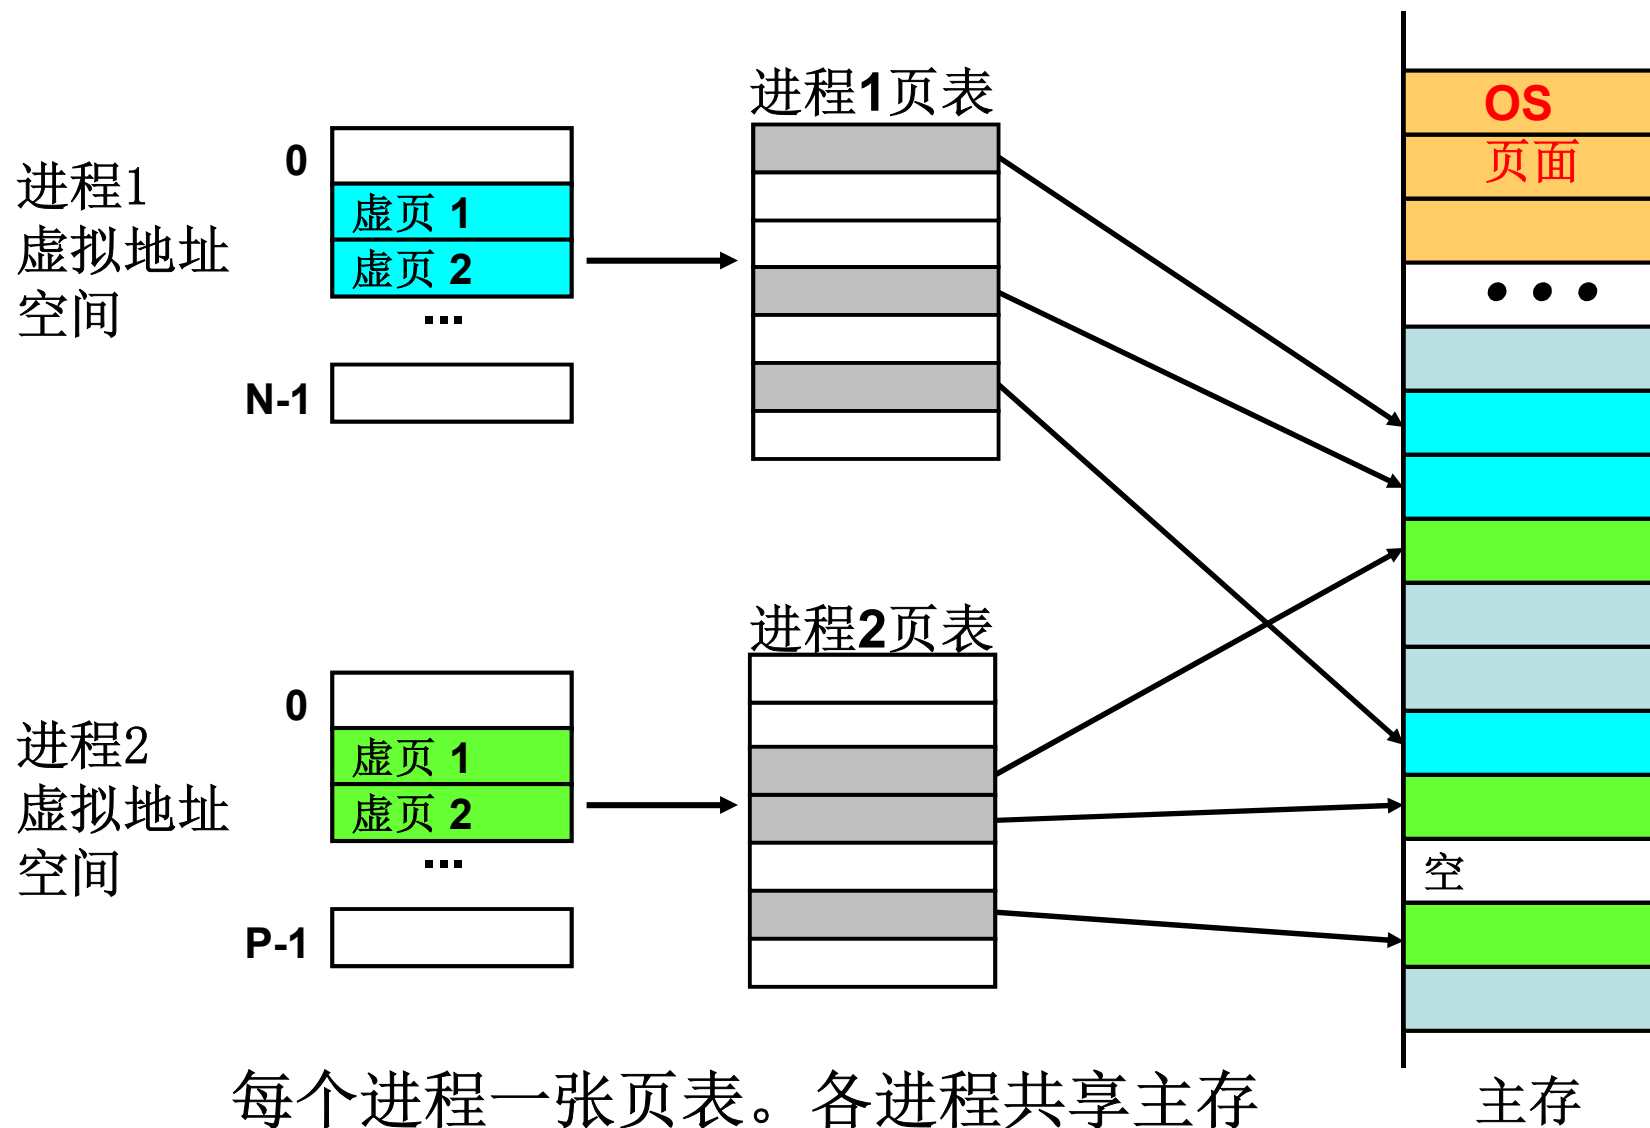 进程1页表
OS
页面
0
进程1
虚拟地址
空间
虚页 1
虚页 2
...
N-1
• • •
进程2页表
0
进程2
虚拟地址
空间
虚页 1
虚页 2
...
P-1
空
每个进程一张页表。各进程共享主存
主存